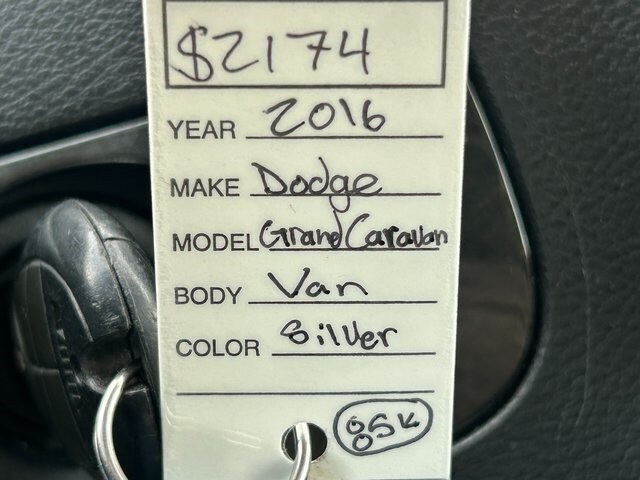 $2174
YEAR 2016
MAKE Dodge
MODEL Grand Caravan
BODY Van
COLOR Silver
85K